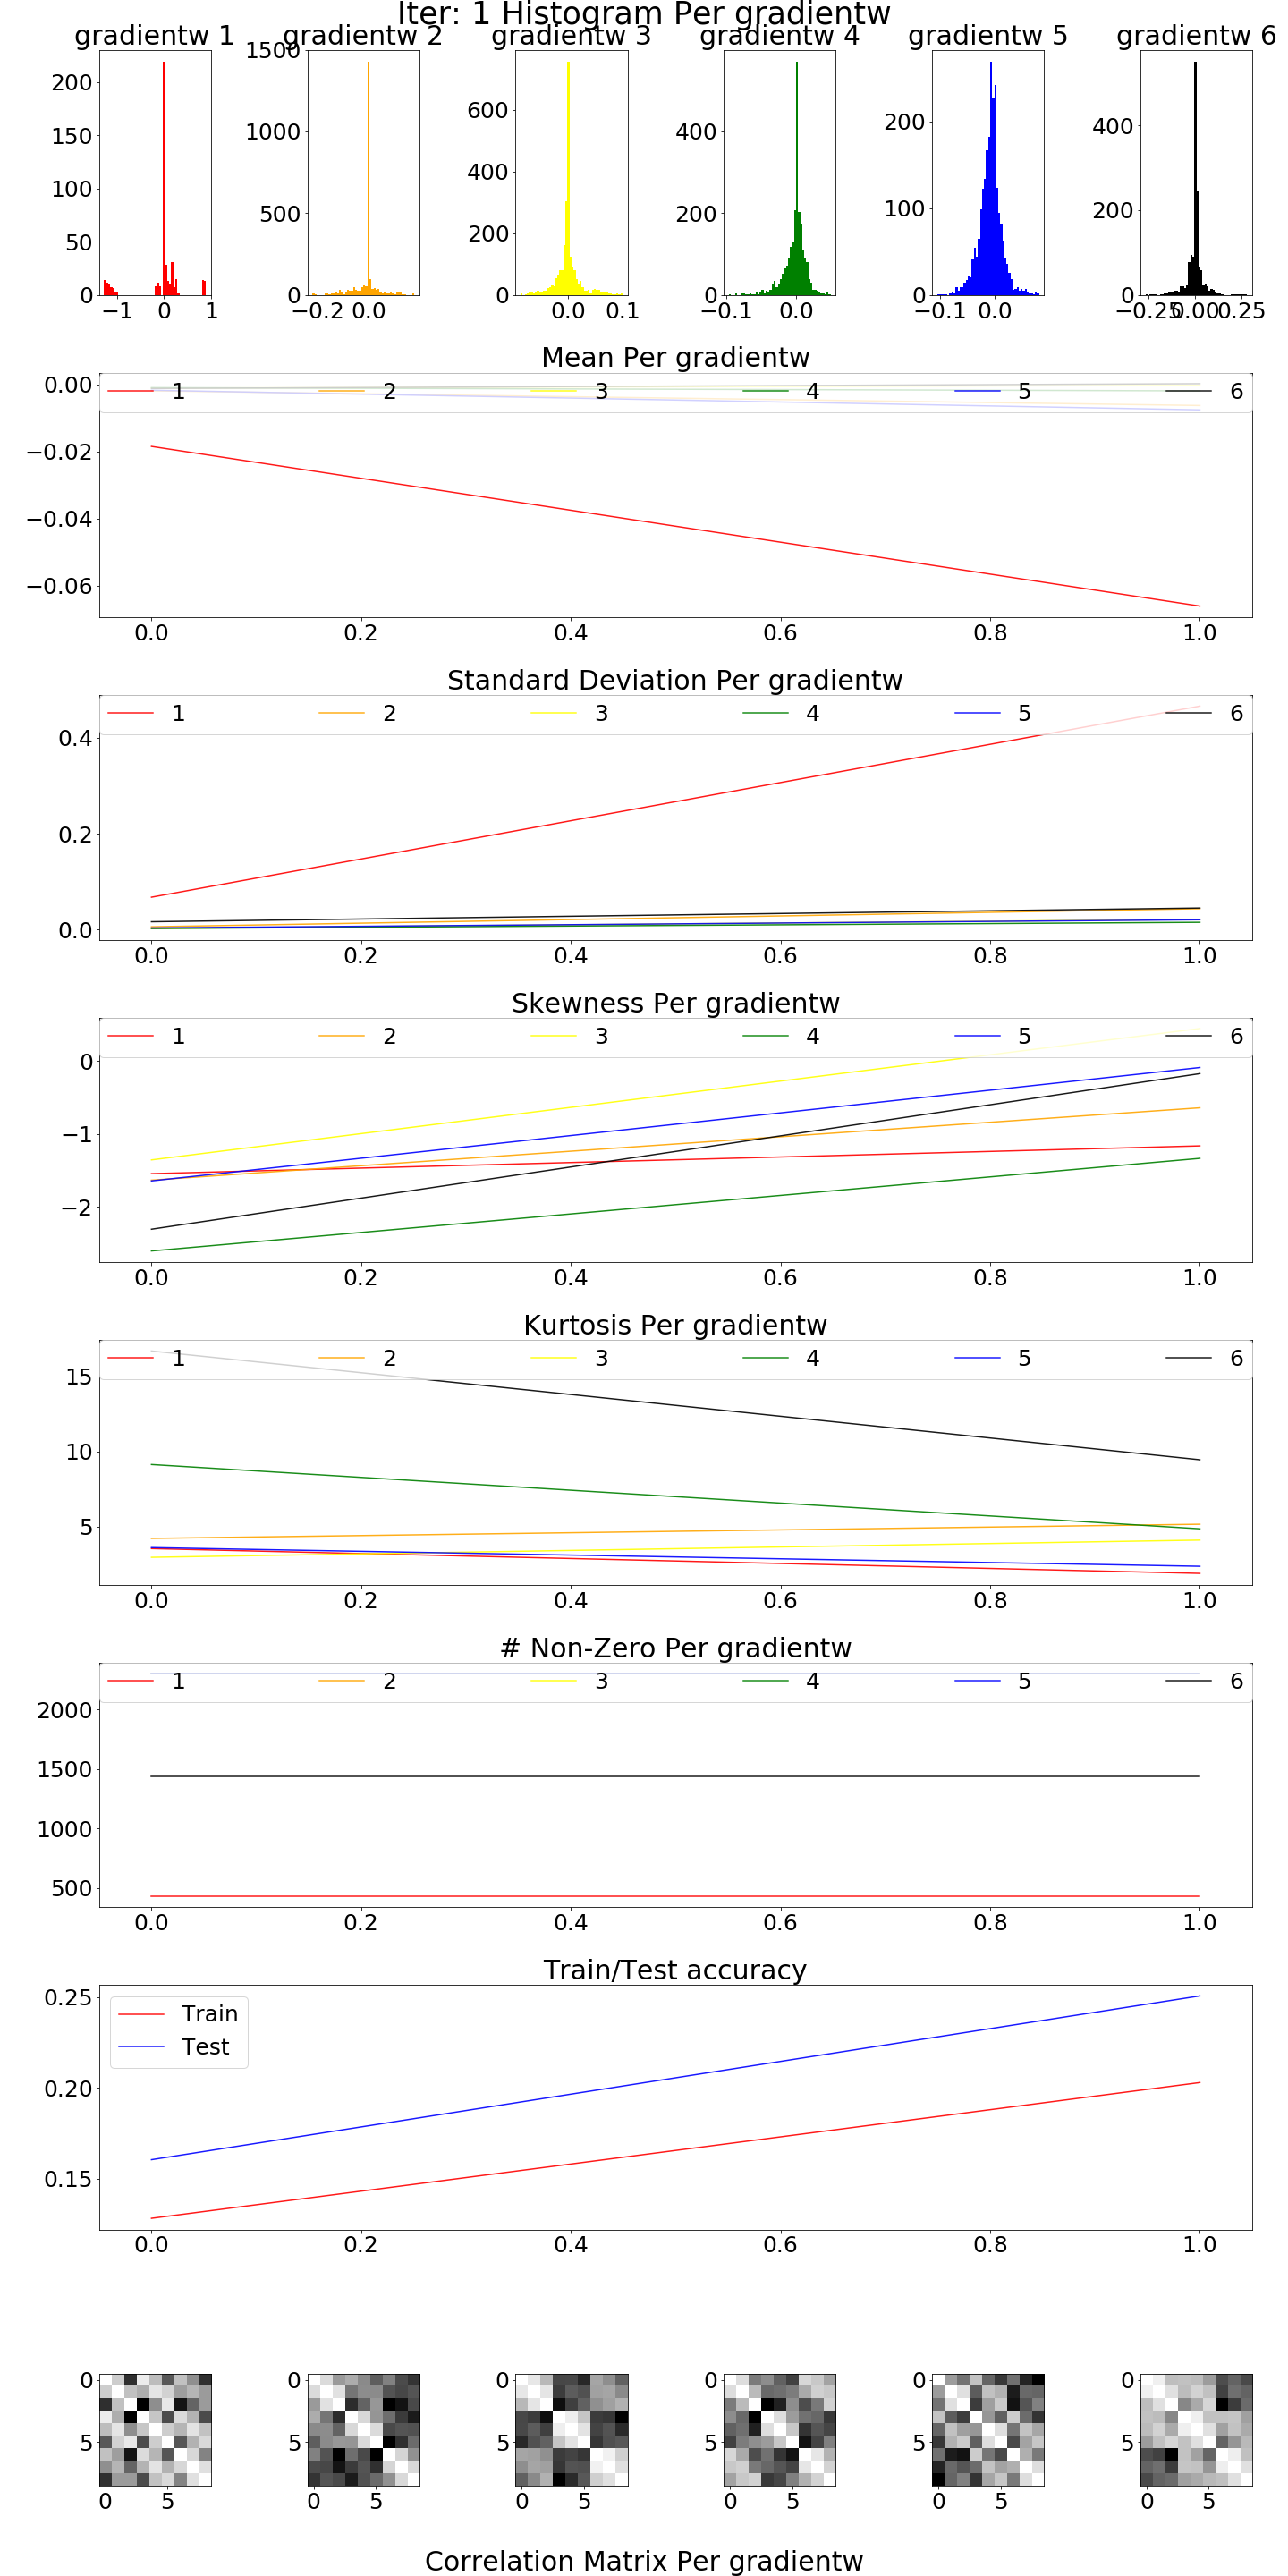 Iter: 1 Histogram Per gradientw
gradientw 1 gradientw 2 gradientw 3 gradientw 4 gradientw 5 gradientw 6
200
150
100
50
0
−1 0 1
1500
1000
500
0
−0.2 0.0
600
400
200
0
0.0 0.1
400
200
0
−0.1 0.0
200
100
0
−0.1 0.0
400
200
0
−0.25 0.00 0.25
Mean Per gradientw
1 2 3 4 5 6
0.00
−0.02
−0.04
−0.06
0.0 0.2 0.4 0.6 0.8 1.0
Standard Deviation Per gradientw
1 2 3 4 5 6
0.4
0.2
0.0
0.0 0.2 0.4 0.6 0.8 1.0
Skewness Per gradientw
1 2 3 4 5 6
0
−1
−2
0.0 0.2 0.4 0.6 0.8 1.0
Kurtosis Per gradientw
1 2 3 4 5 6
15
10
5
0.0 0.2 0.4 0.6 0.8 1.0
# Non-Zero Per gradientw
1 2 3 4 5 6
2000
1500
1000
500
0.0 0.2 0.4 0.6 0.8 1.0
Train/Test accuracy
Train
Test
0.25
0.20
0.15
0.0 0.2 0.4 0.6 0.8 1.0
0 0 0 0 0 0
5 5 5 5 5 5
0 5 0 5 0 5 0 5 0 5 0 5
Correlation Matrix Per gradientw